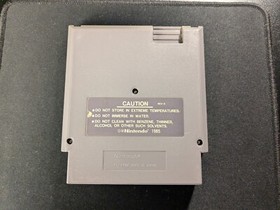 CAUTION
●DO NOT STORE IN EXTREME TEMPERATURES.
●DO NOT IMMERSE IN WATER.
●DO NOT CLEAN WITH BENZENE, THINNER,
ALCOHOL OR OTHER SUCH SOLVENTS.
©Nintendo 1985